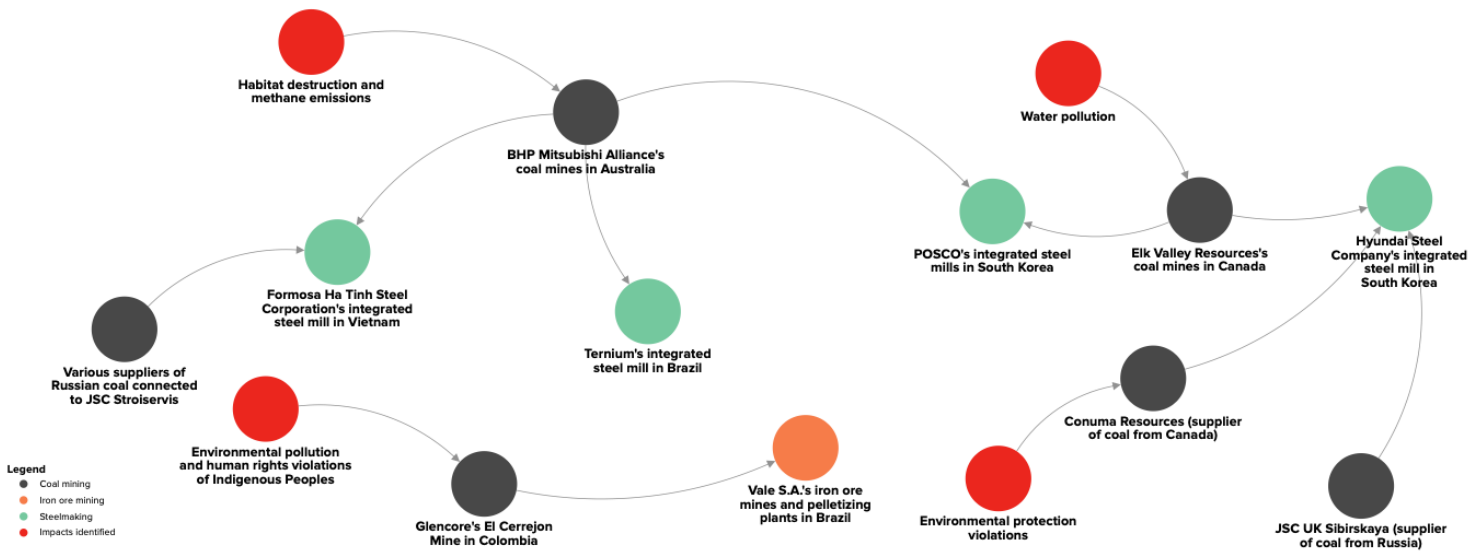 Habitat destruction and
methane emissions
Water pollution
BHP Mitsubishi Alliance's
coal mines in Australia
POSCO's integrated steel
mills in South Korea
Elk Valley Resources's
coal mines in Canada
Hyundai Steel
Company's integrated
steel mill in
South Korea
Formosa Ha Tinh Steel
Corporation's integrated
steel mill in Vietnam
Ternium's integrated
steel mill in Brazil
Various suppliers of
Russian coal connected
to JSC Stroiservis
Conuma Resources (supplier
of coal from Canada)
Environmental pollution
and human rights violations
of Indigenous Peoples
Vale S.A.'s iron ore
mines and pelletizing
plants in Brazil
Glencore's El Cerrejon
Mine in Colombia
Environmental protection
violations
JSC UK Sibirskaya (supplier
of coal from Russia)
Legend
Coal mining
Iron ore mining
Steelmaking
Impacts identified